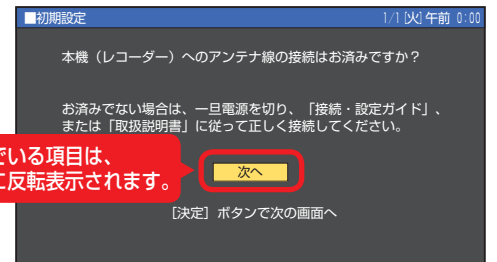 ■初期設定
1/1 [火] 午前 0:00
本機（レコーダー）へのアンテナ線の接続はお済みですか？
お済みでない場合は、一旦電源を切り、「接続・設定ガイド」、
または「取扱説明書」に従って正しく接続してください。
でいる項目は、
に反転表示されます。
次へ
［決定］ボタンで次の画面へ